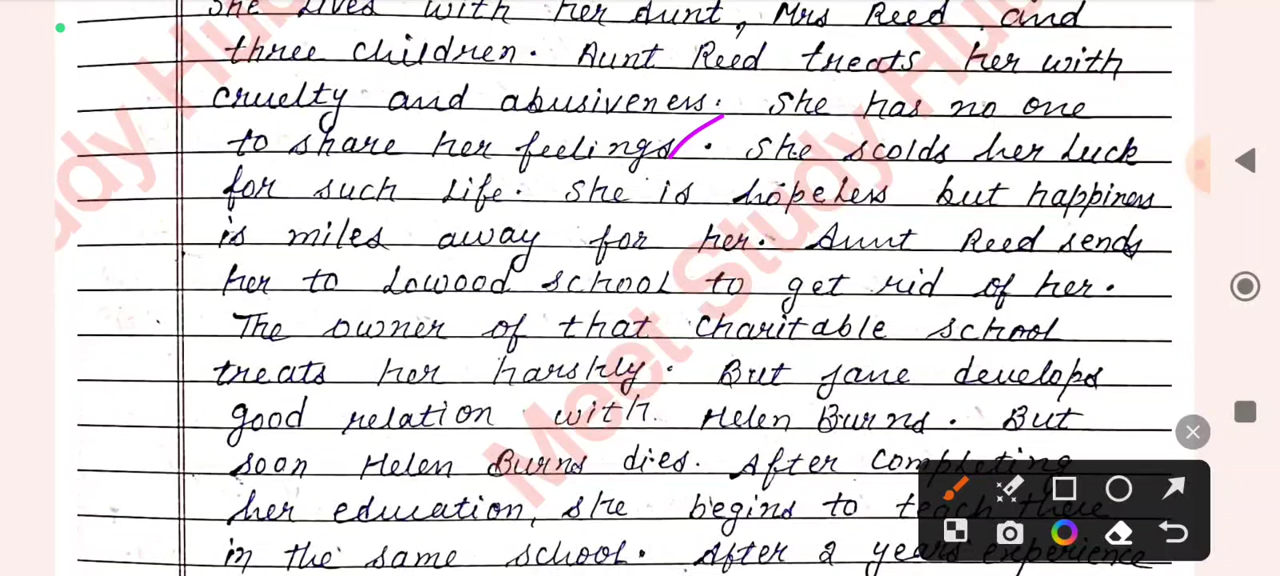 She lives with her Aunt, Mrs Reed and
three children. Aunt Reed treats her with
cruelty and abusiveness. She has no one
to share her feelings. She scolds her luck
for such life. She is hopeless but happiness
is miles away for her. Aunt Reed sends
her to Lowood school to get rid of her.
The owner of that charitable school
treats her harshly. But Jane develops
good relation with Helen Burns. But
soon Helen Burns dies. After completing
her education, she begins to teach there
in the same school. After 2 years experience
Meet Study Hub